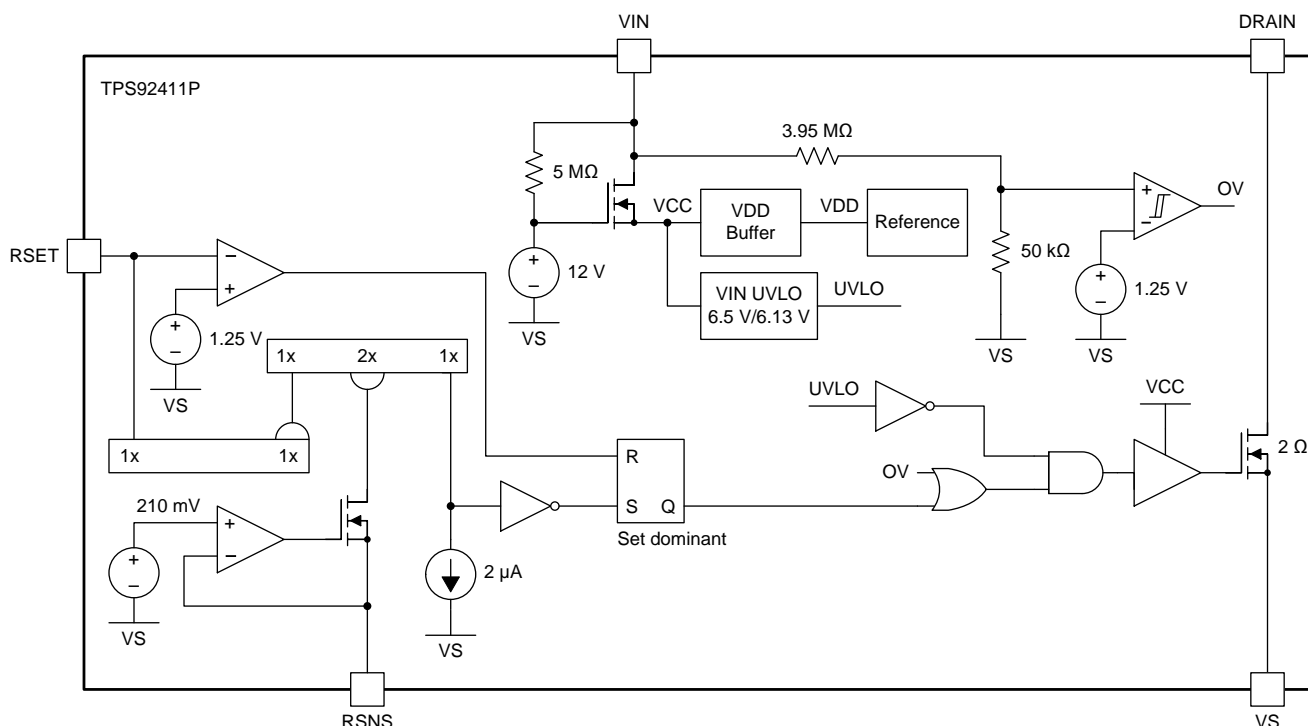 VIN
DRAIN
TPS92411P
3.95 MΩ
5 MΩ
VCC
VDD
Buffer
VDD
Reference
+
−
OV
RSET
−
+
+
−
12 V
VS
VIN UVLO
6.5 V/6.13 V
UVLO
50 kΩ
VS
+
−
1.25 V
VS
+
−
1.25 V
VS
1x
2x
1x
1x
1x
UVLO
VCC
2 Ω
OV
R
S
Q
Set dominant
210 mV
+
−
+
−
VS
2 µA
VS
RSNS
VS